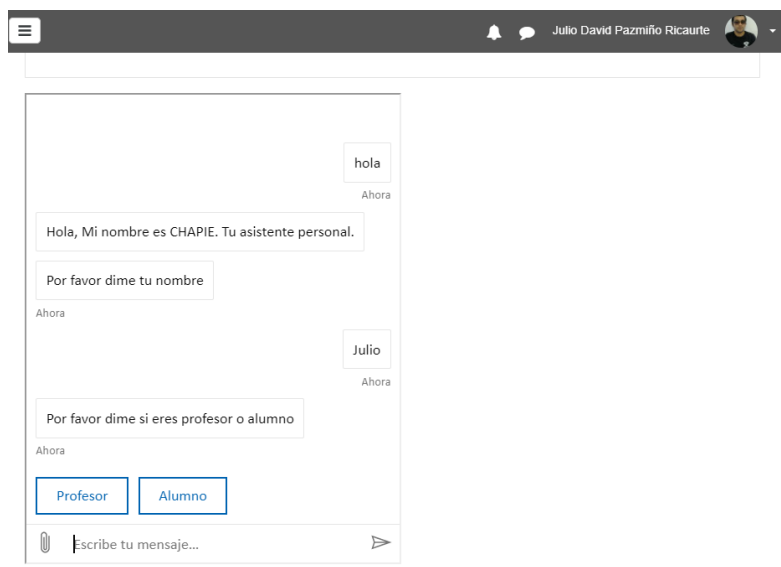 Julio David Pazmiño Ricaurte
hola
Ahora
Hola, Mi nombre es CHAPIE. Tu asistente personal.
Por favor dime tu nombre
Ahora
Julio
Ahora
Por favor dime si eres profesor o alumno
Ahora
Profesor Alumno
Escribe tu mensaje...